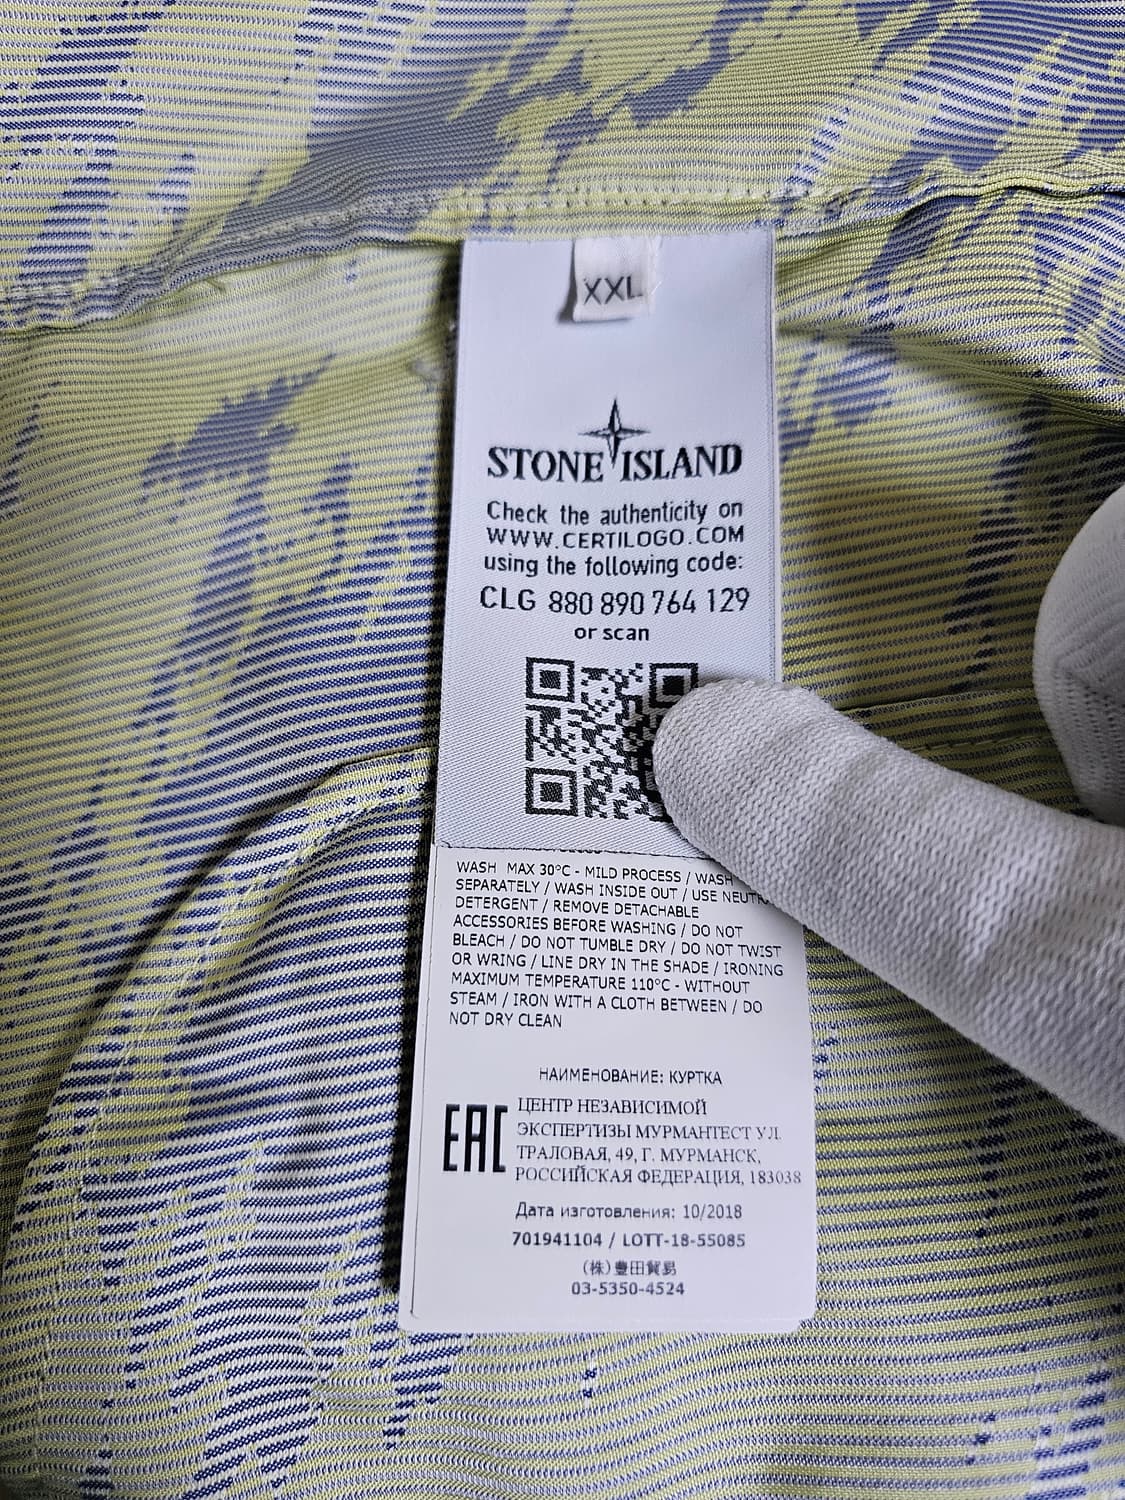 XXL
STONE ISLAND
Check the authenticity on
WWW.CERTILOGO.COM
using the following code:
CLG 880 890 764 129
or scan
WASH MAX 30°C - MILD PROCESS / WASH
SEPARATELY / WASH INSIDE OUT / USE
DETERGENT / REMOVE DETACHABLE
ACCESSORIES BEFORE WASHING / DO NOT
BLEACH / DO NOT TUMBLE DRY / DO NOT TWIST
OR WRING / LINE DRY IN THE SHADE / IRONING
MAXIMUM TEMPERATURE 110°C - WITHOUT
STEAM / IRON WITH A CLOTH BETWEEN / DO
NOT DRY CLEAN
НАИМЕНОВАНИЕ: КУРТКА
EAC
ЦЕНТР НЕЗАВИСИМОЙ
ЭКСПЕРТИЗЫ МУРМАНТЕСТ УЛ.
ТРАЛОВАЯ, 49, Г. МУРМАНСК,
РОССИЙСКАЯ ФЕДЕРАЦИЯ, 183038
Дата изготовления: 10/2018
701941104 / LOTT-18-55085
(株)豊田貿易
03-5350-4524